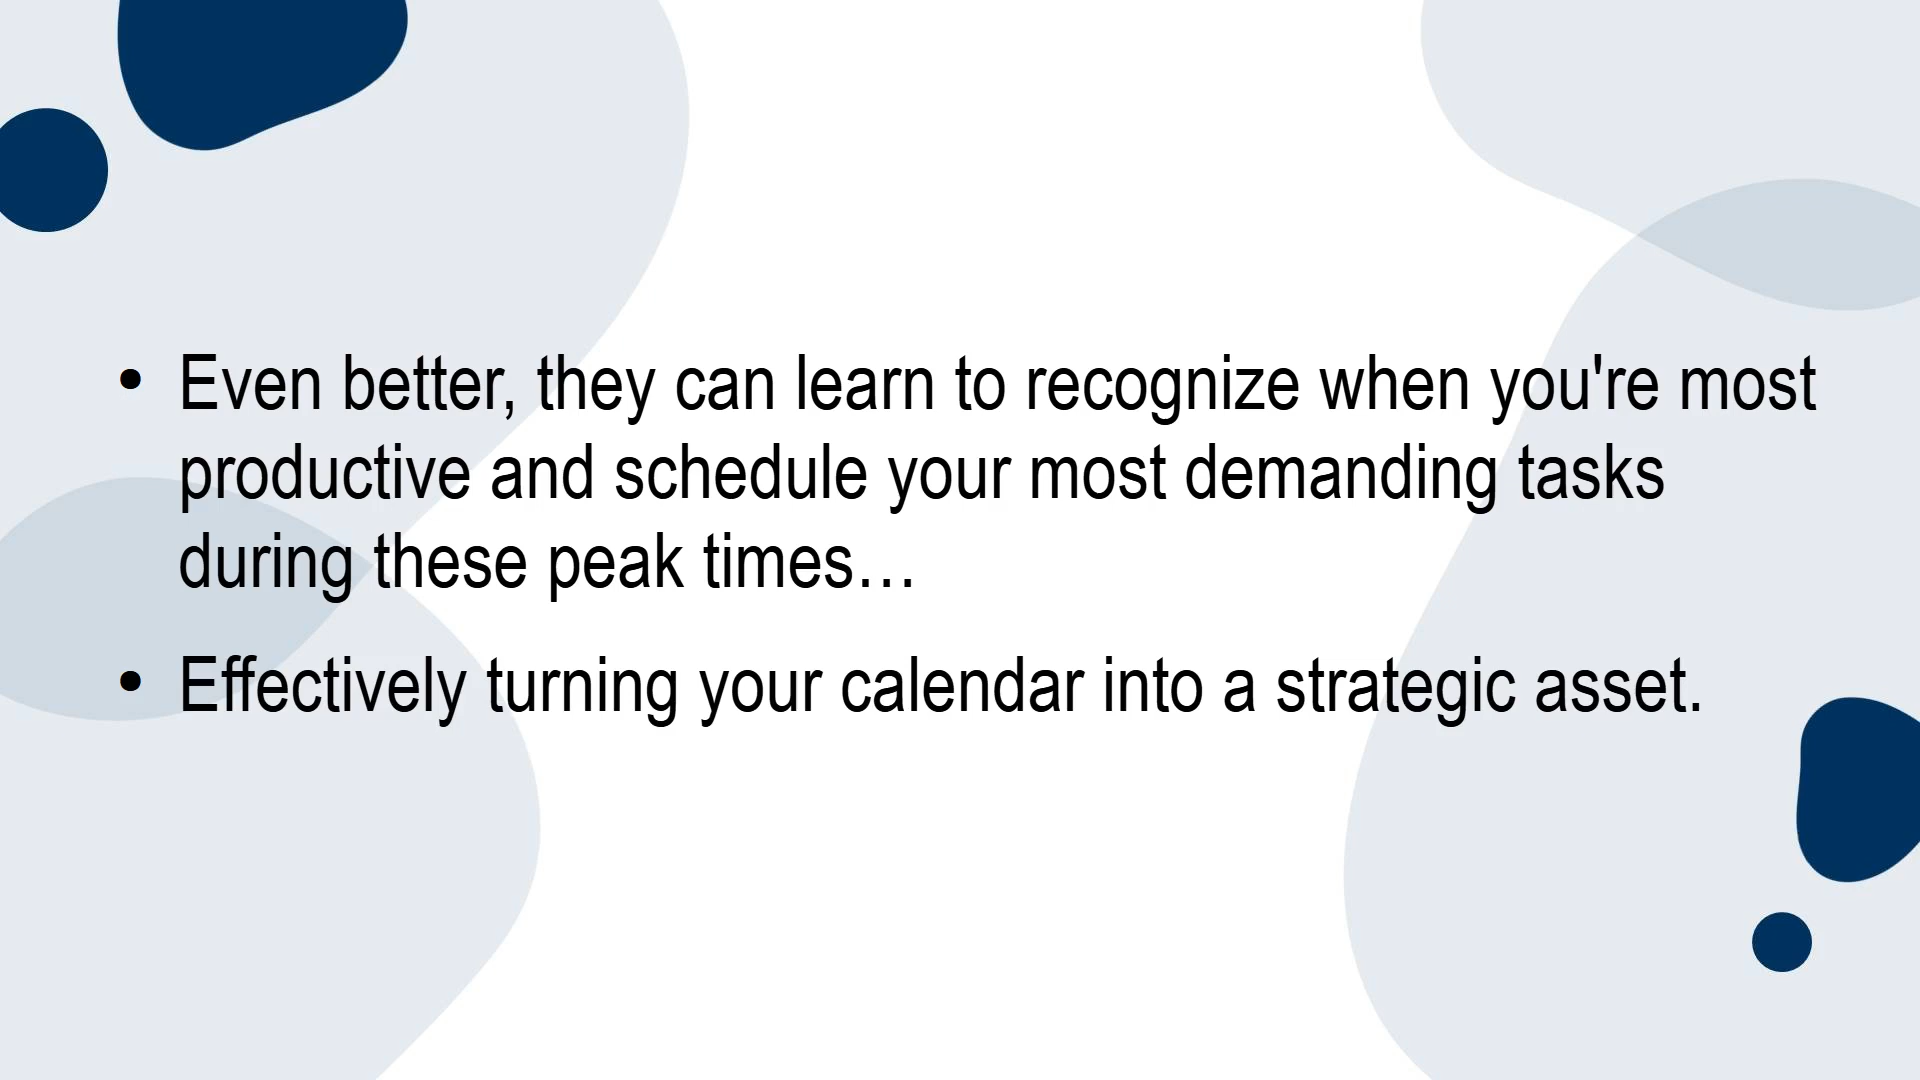 • Even better, they can learn to recognize when you're most
productive and schedule your most demanding tasks
during these peak times…
• Effectively turning your calendar into a strategic asset.